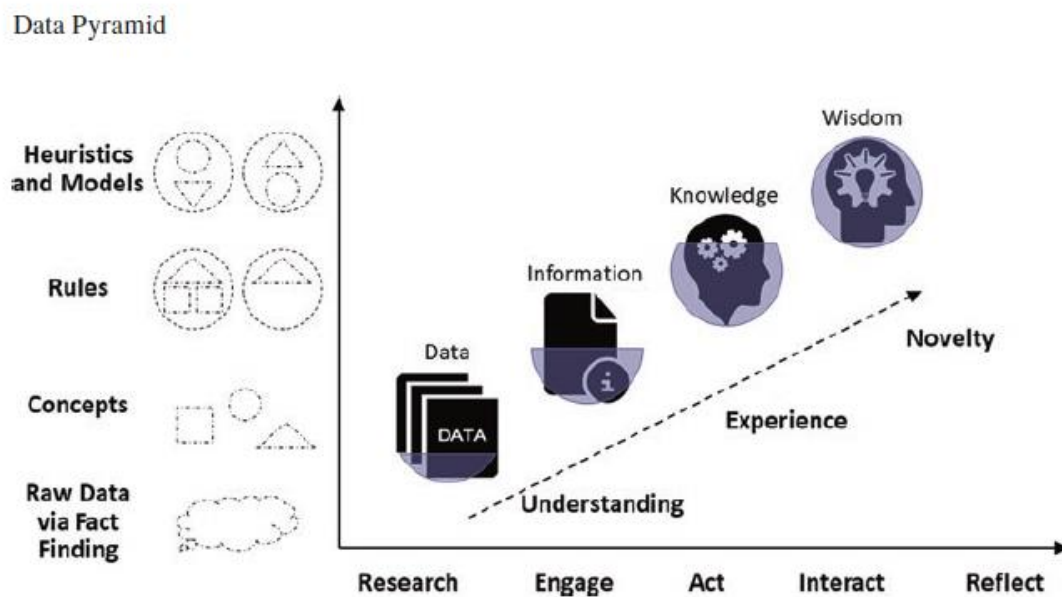 Data Pyramid
Wisdom
Heuristics
and Models
Knowledge
Information
Rules
Novelty
Data
Concepts
Experience
DATA
i
Raw Data
via Fact
Finding
Understanding
Research Engage Act Interact Reflect